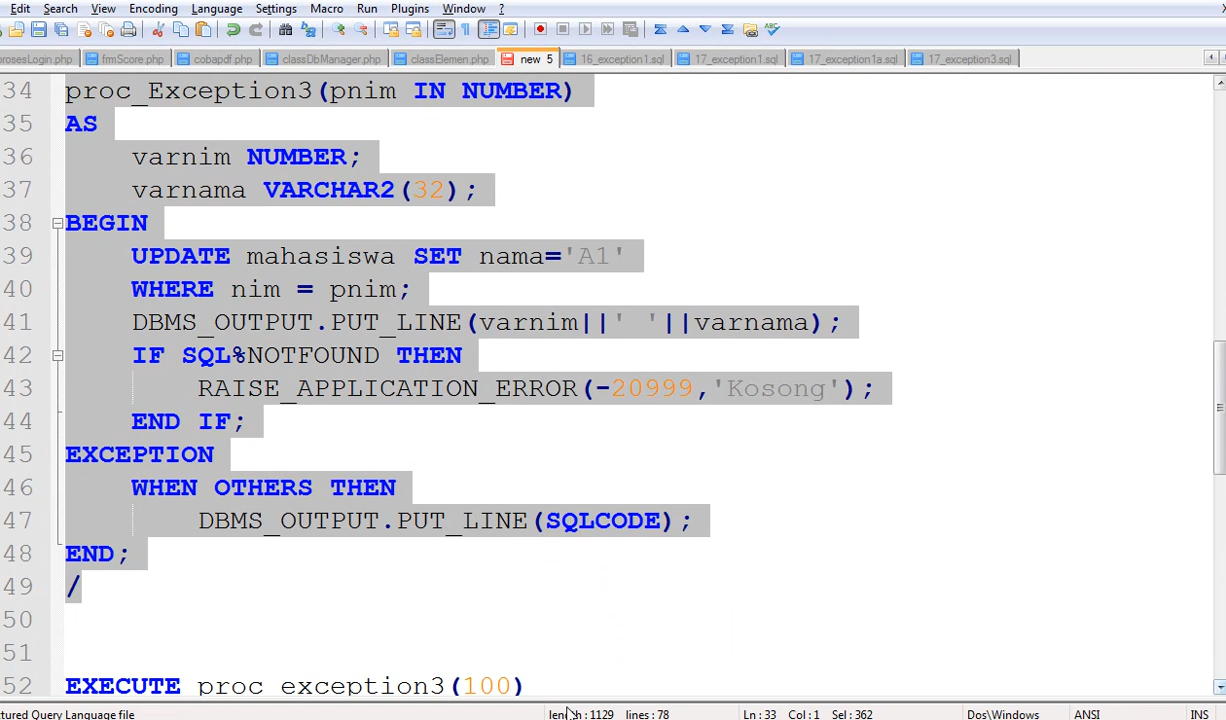 Edit Search View Encoding Language Settings Macro Run Plugins Window ?
prosesLogin.php frmScore.php cobapdf.php classDbManager.php classElemen.php new 5 16_exception1.sql 17_exception1.sql 17_exception1a.sql 17_exception3.sql
34 proc_Exception3(pnim IN NUMBER)
35 AS
36 varnim NUMBER;
37 varnama VARCHAR2(32);
38 BEGIN
39 UPDATE mahasiswa SET nama='A1'
40 WHERE nim = pnim;
41 DBMS_OUTPUT.PUT_LINE(varnim||' '||varnama);
42 IF SQL%NOTFOUND THEN
43 RAISE_APPLICATION_ERROR(-20999,'Kosong');
44 END IF;
45 EXCEPTION
46 WHEN OTHERS THEN
47 DBMS_OUTPUT.PUT_LINE(SQLCODE);
48 END;
49 /
50
51
52 EXECUTE proc_exception3(100)
ctured Query Language file length : 1129 lines : 78 Ln : 33 Col : 1 Sel : 362 Dos\Windows ANSI INS